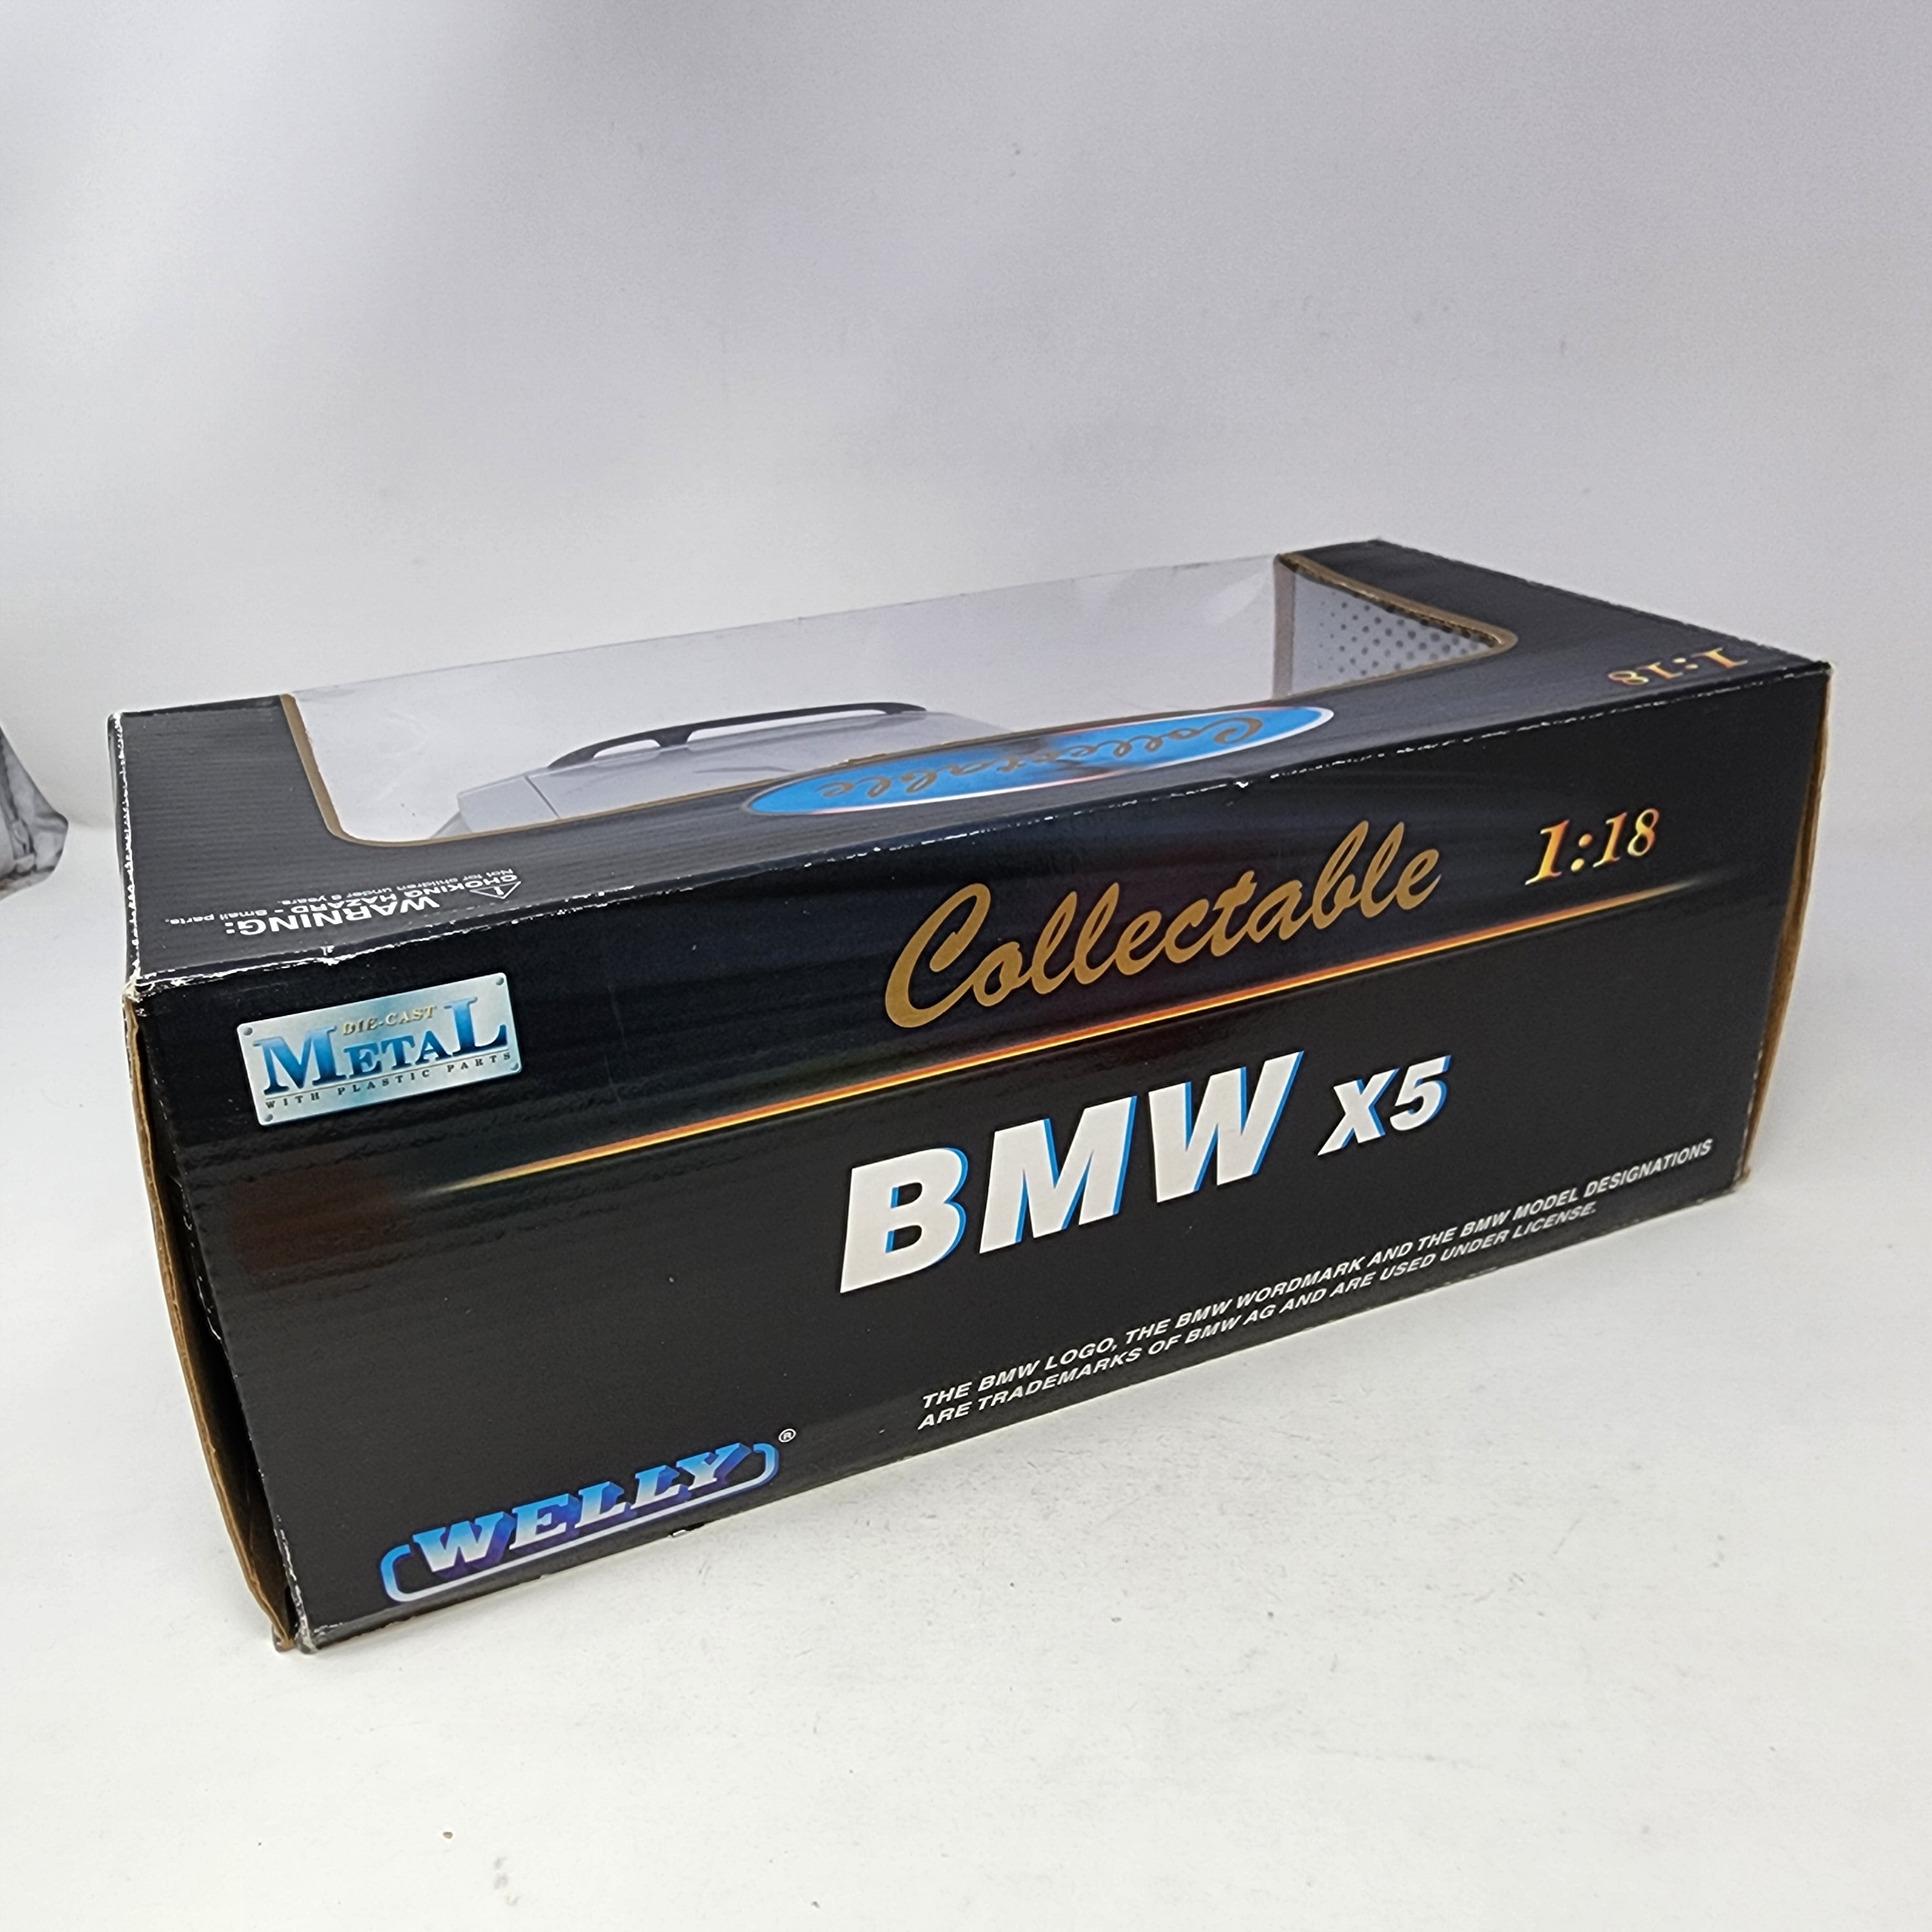 1:18
Collectable
WARNING:
CHOKING HAZARD - Small parts.
Not for children under 3 years.
Collectable
1:18
DIE-CAST
METAL
WITH PLASTIC PARTS
BMW X5
THE BMW LOGO, THE BMW WORDMARK AND THE BMW MODEL DESIGNATIONS
ARE TRADEMARKS OF BMW AG AND ARE USED UNDER LICENSE.
WELLY®